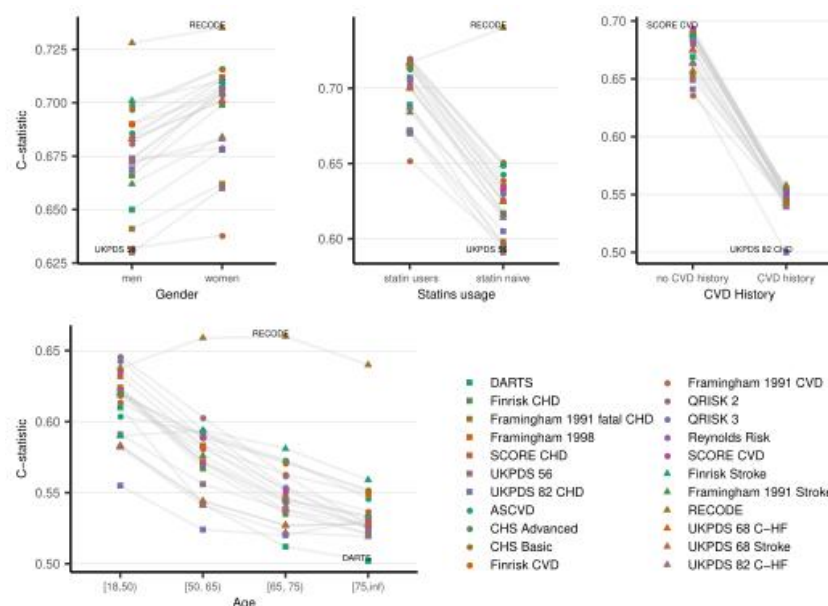 RECODE
0.725
0.700
0.675
0.650
0.625
C−statistic
UKPDS 56
men
women
Gender
RECODE
0.70
0.65
0.60
UKPDS 56
statin users
statin naive
Statins usage
SCORE CVD
0.70
0.65
0.60
0.55
0.50
UKPDS 82 CHD
no CVD history
CVD history
CVD History
RECODE
0.65
0.60
0.55
0.50
C−statistic
DARTS
[18,50)
[50, 65)
[65, 75)
[75,inf)
Age
DARTS
Finrisk CHD
Framingham 1991 fatal CHD
Framingham 1998
SCORE CHD
UKPDS 56
UKPDS 82 CHD
ASCVD
CHS Advanced
CHS Basic
Finrisk CVD
Framingham 1991 CVD
QRISK 2
QRISK 3
Reynolds Risk
SCORE CVD
Finrisk Stroke
Framingham 1991 Stroke
RECODE
UKPDS 68 C−HF
UKPDS 68 Stroke
UKPDS 82 C−HF